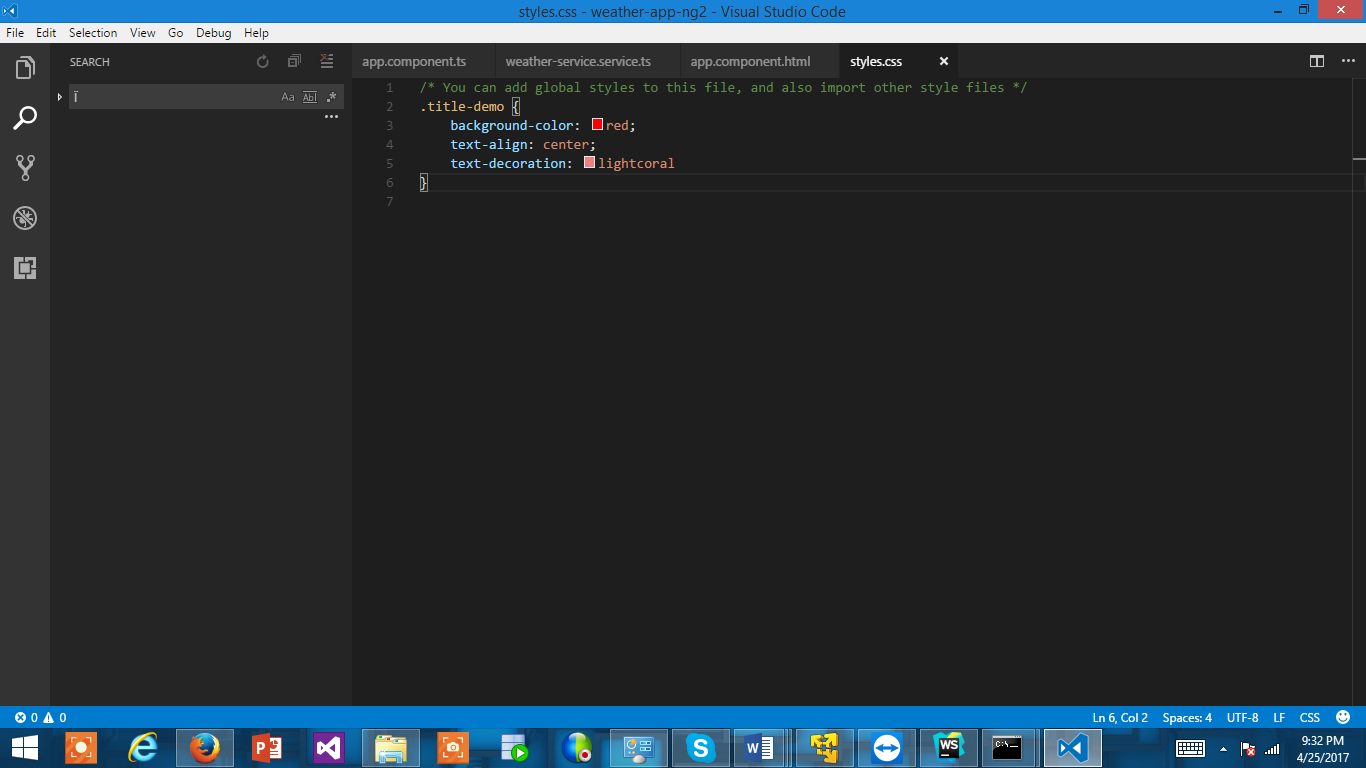 styles.css - weather-app-ng2 - Visual Studio Code
File Edit Selection View Go Debug Help
SEARCH
app.component.ts weather-service.service.ts app.component.html styles.css
Aa Abl .*
1 /* You can add global styles to this file, and also import other style files */
2 .title-demo {
3 background-color: red;
4 text-align: center;
5 text-decoration: lightcoral
6 }
7
0 0 Ln 6, Col 2 Spaces: 4 UTF-8 LF CSS
9:32 PM
4/25/2017